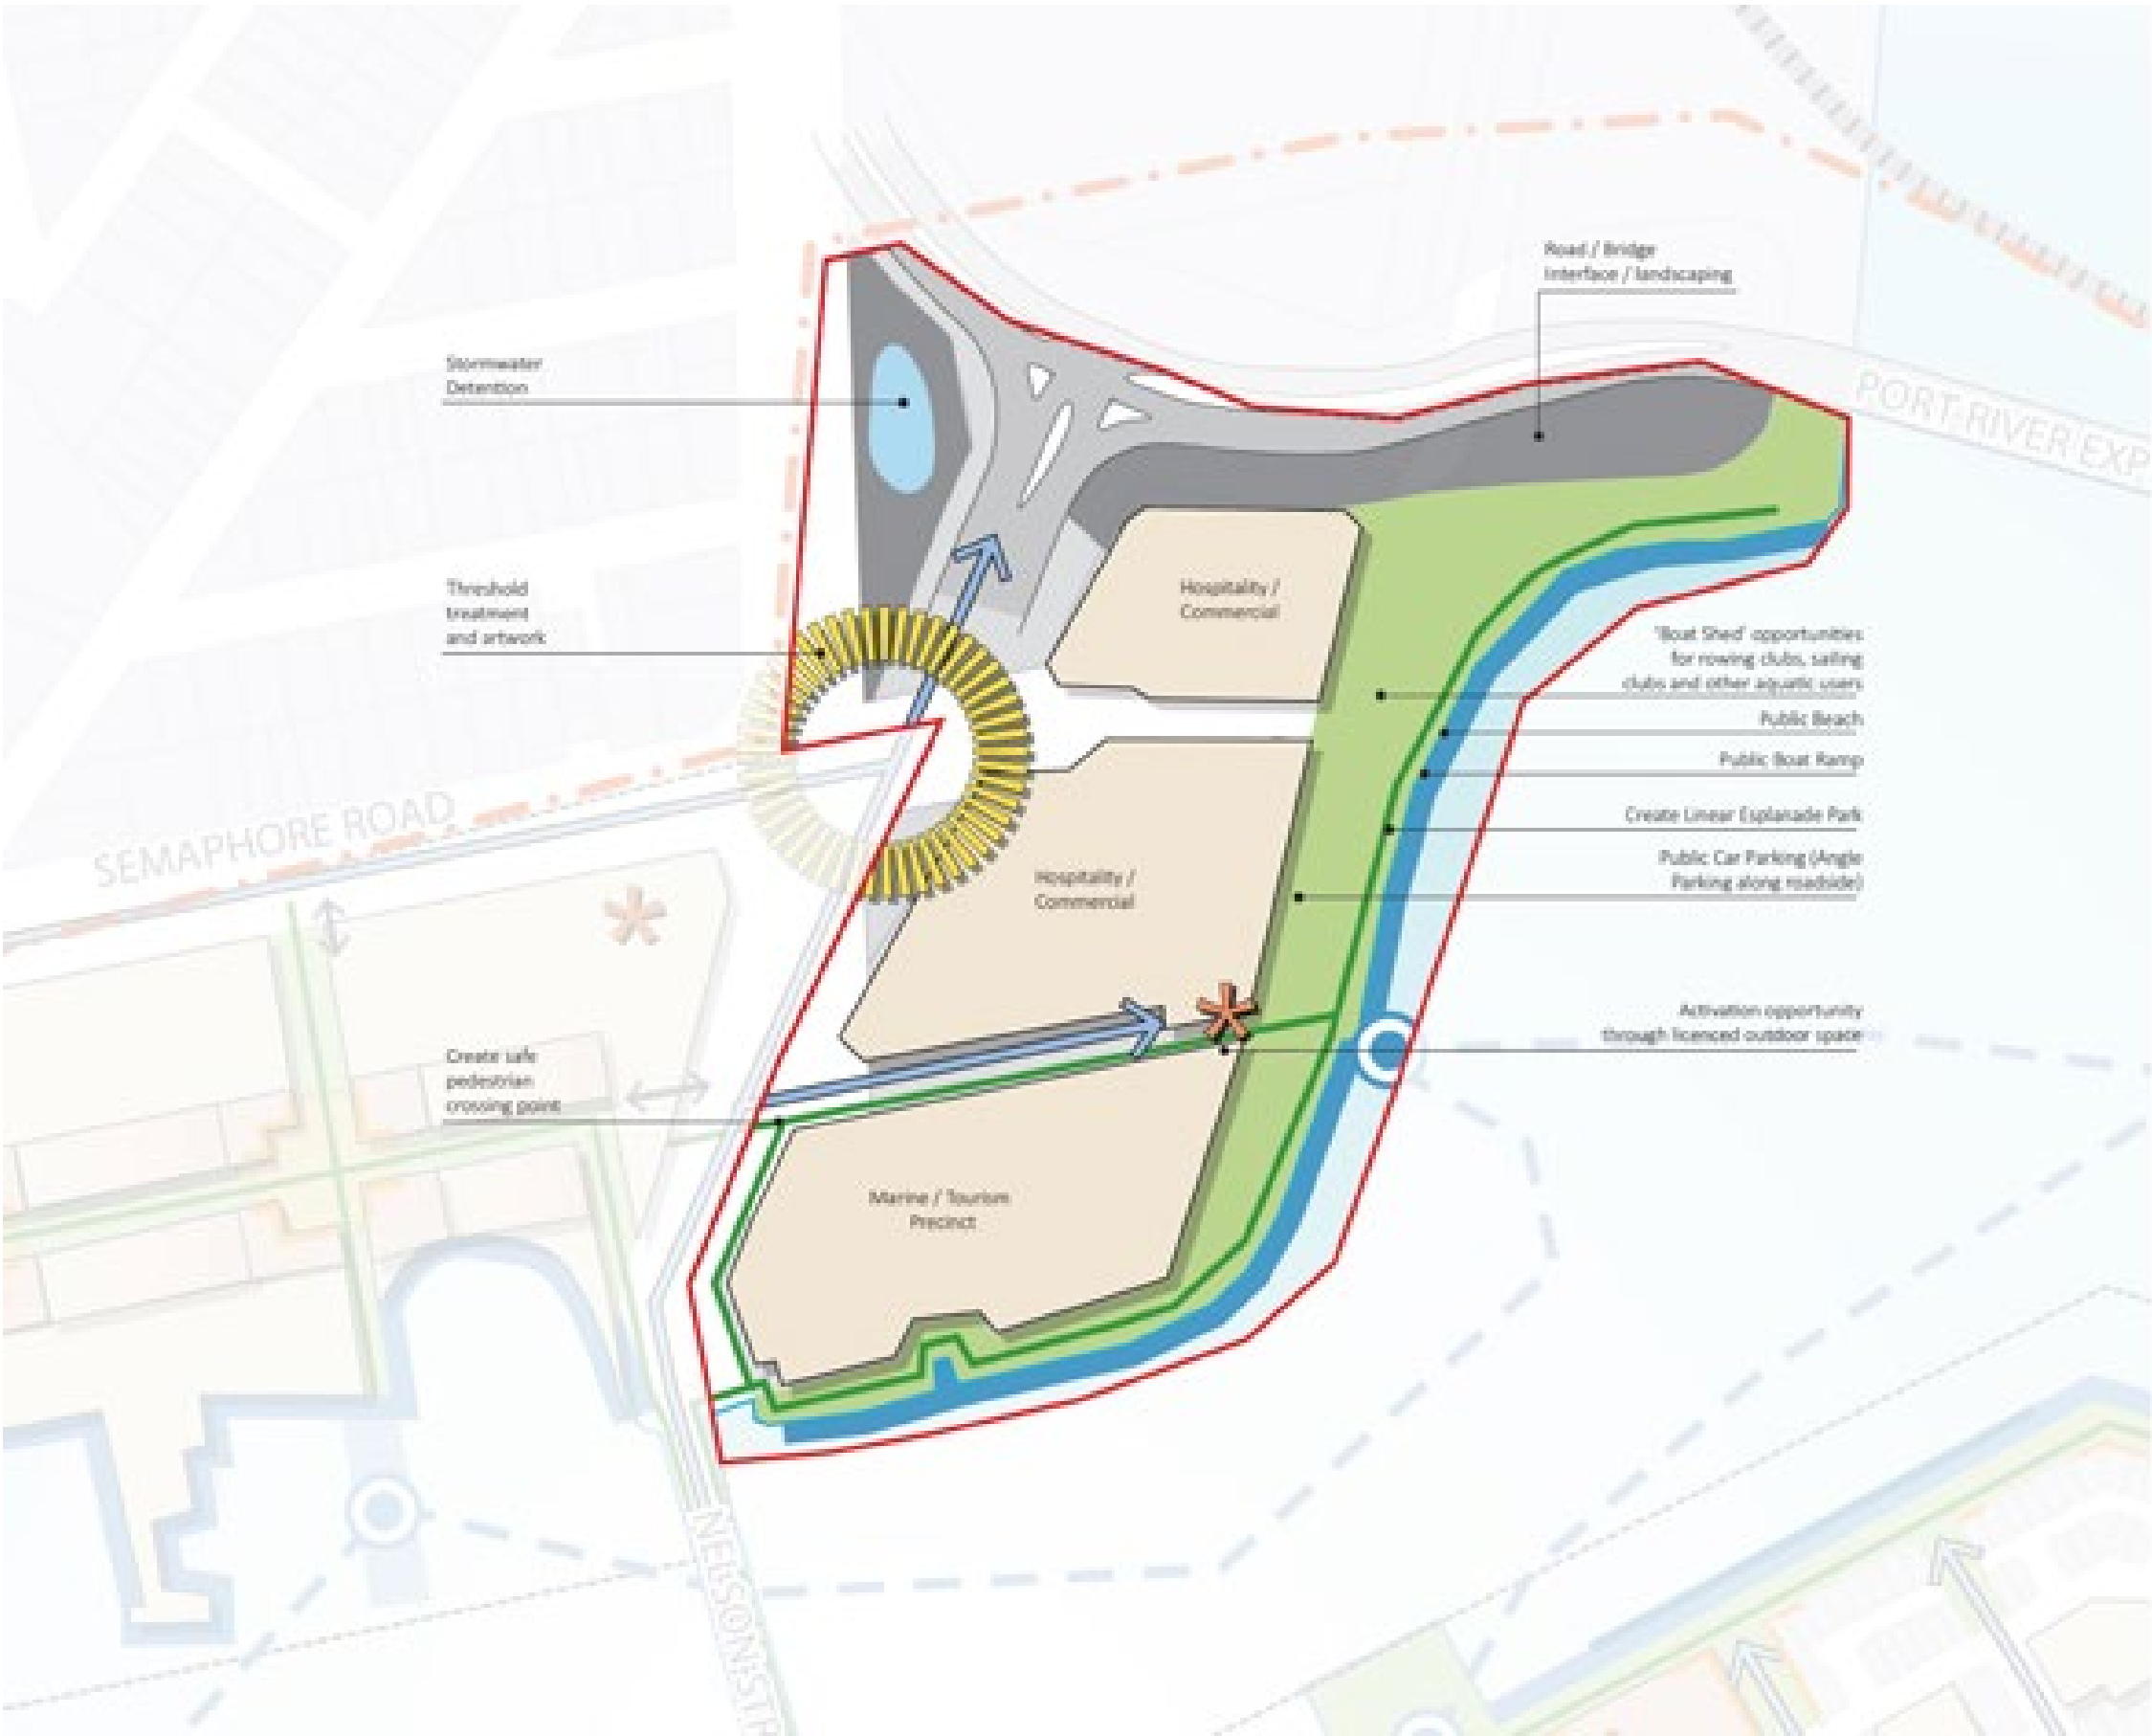 Road / Bridge
Interface / landscaping
PORT RIVER EXP
Stormwater
Detention
Threshold
treatment
and artwork
Hospitality /
Commercial
'Boat Shed' opportunities
for rowing clubs, sailing
clubs and other aquatic users
Public Beach
Public Boat Ramp
SEMAPHORE ROAD
Create Linear Esplanade Park
Public Car Parking (Angle
Parking along roadside)
Hospitality /
Commercial
Activation opportunity
through licenced outdoor space
Create safe
pedestrian
crossing point
Marine / Tourism
Precinct
NELSON STR